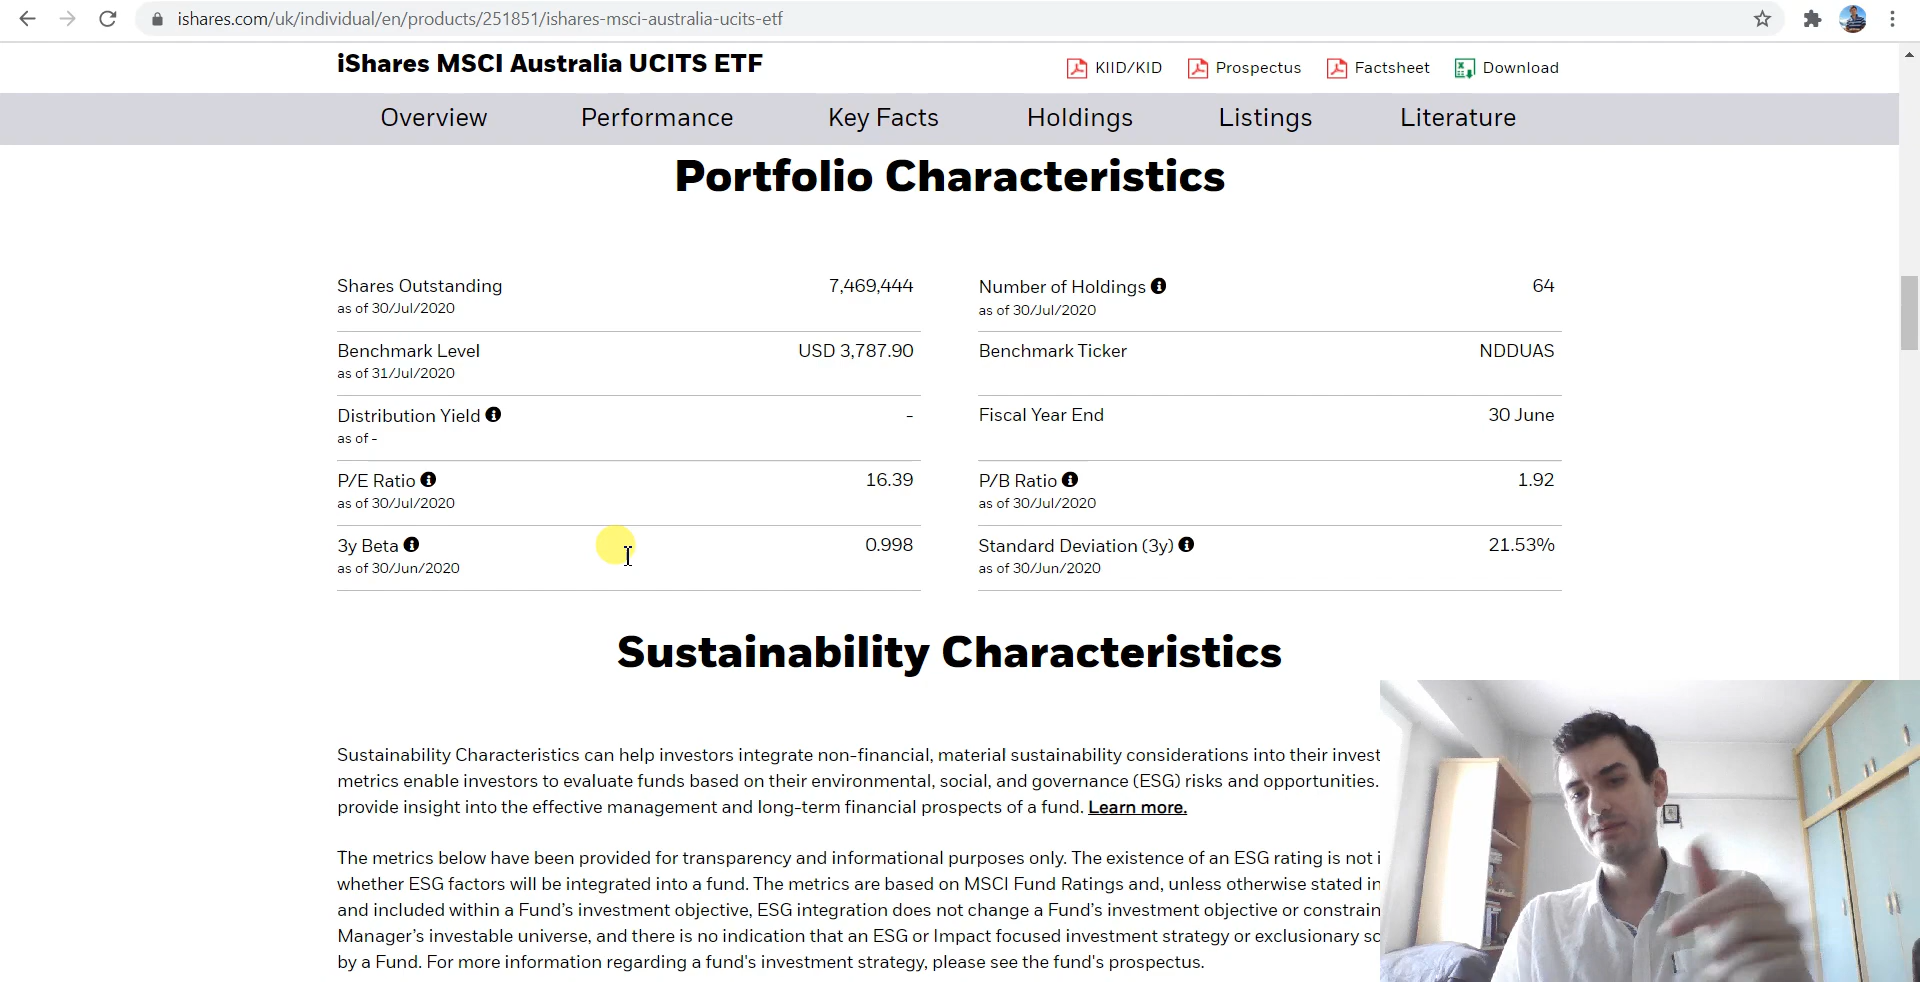 ishares.com/uk/individual/en/products/251851/ishares-msci-australia-ucits-etf
iShares MSCI Australia UCITS ETF
KIID/KID Prospectus Factsheet Download
Overview Performance Key Facts Holdings Listings Literature
Portfolio Characteristics
Shares Outstanding 7,469,444
as of 30/Jul/2020
Number of Holdings 64
as of 30/Jul/2020
Benchmark Level USD 3,787.90
as of 31/Jul/2020
Benchmark Ticker NDDUAS
Distribution Yield -
as of -
Fiscal Year End 30 June
P/E Ratio 16.39
as of 30/Jul/2020
P/B Ratio 1.92
as of 30/Jul/2020
3y Beta 0.998
as of 30/Jun/2020
Standard Deviation (3y) 21.53%
as of 30/Jun/2020
Sustainability Characteristics
Sustainability Characteristics can help investors integrate non-financial, material sustainability considerations into their invest
metrics enable investors to evaluate funds based on their environmental, social, and governance (ESG) risks and opportunities.
provide insight into the effective management and long-term financial prospects of a fund. Learn more.
The metrics below have been provided for transparency and informational purposes only. The existence of an ESG rating is not i
whether ESG factors will be integrated into a fund. The metrics are based on MSCI Fund Ratings and, unless otherwise stated in
and included within a Fund’s investment objective, ESG integration does not change a Fund’s investment objective or constrain
Manager’s investable universe, and there is no indication that an ESG or Impact focused investment strategy or exclusionary sc
by a Fund. For more information regarding a fund's investment strategy, please see the fund's prospectus.